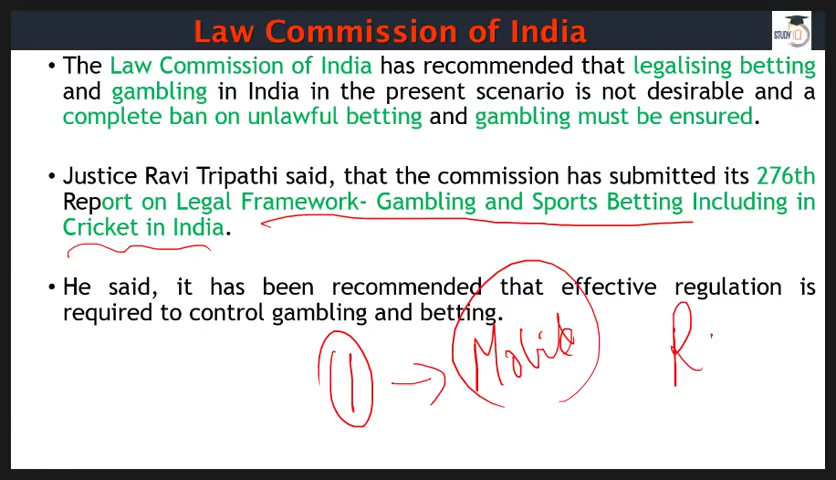 Law Commission of India
STUDY IQ
• The Law Commission of India has recommended that legalising betting
and gambling in India in the present scenario is not desirable and a
complete ban on unlawful betting and gambling must be ensured.
• Justice Ravi Tripathi said, that the commission has submitted its 276th
Report on Legal Framework- Gambling and Sports Betting Including in
Cricket in India.
• He said, it has been recommended that effective regulation is
required to control gambling and betting.
R